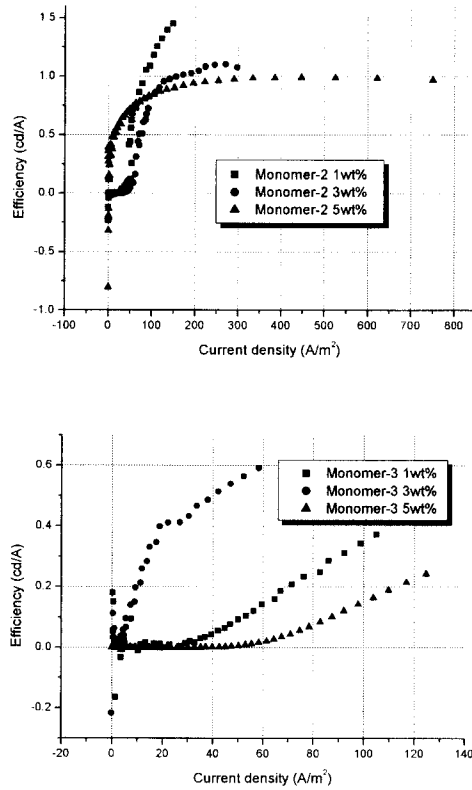 1.5
1.0
0.5
0.0
-0.5
-1.0
Efficiency (cd/A)
Monomer-2 1wt%
Monomer-2 3wt%
Monomer-2 5wt%
-100 0 100 200 300 400 500 600 700 800
Current density (A/m²)
0.6
0.4
0.2
0.0
-0.2
Efficiency (cd/A)
Monomer-3 1wt%
Monomer-3 3wt%
Monomer-3 5wt%
-20 0 20 40 60 80 100 120 140
Current density (A/m²)